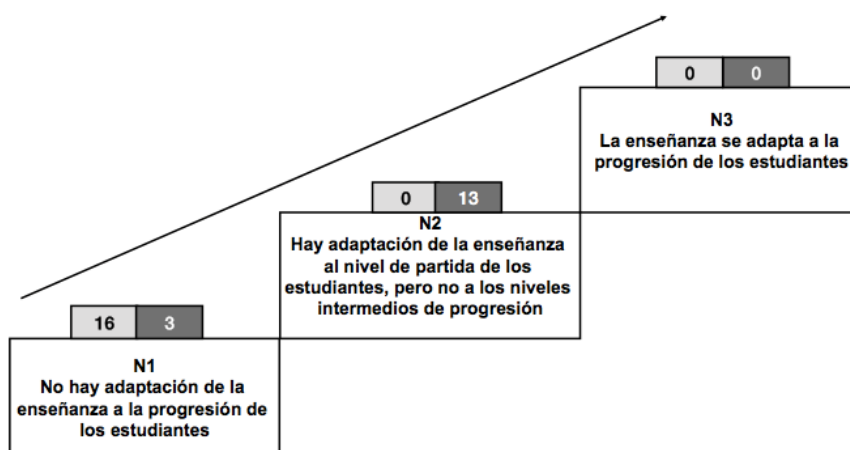 0 0
N3
La enseñanza se adapta a la
progresión de los estudiantes
0 13
N2
Hay adaptación de la enseñanza
al nivel de partida de los
estudiantes, pero no a los niveles
intermedios de progresión
16 3
N1
No hay adaptación de la
enseñanza a la progresión de
los estudiantes